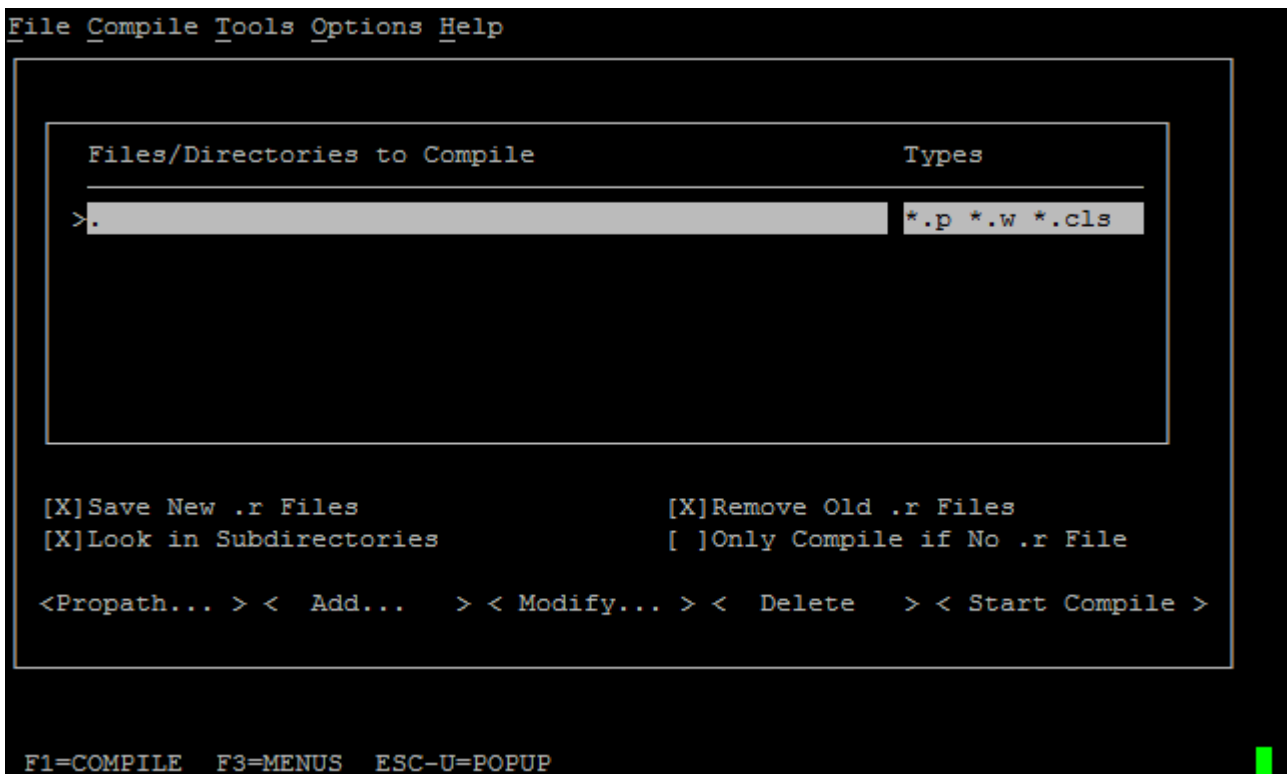 File Compile Tools Options Help
Files/Directories to Compile Types
>. *.p *.w *.cls
[X]Save New .r Files [X]Remove Old .r Files
[X]Look in Subdirectories [ ]Only Compile if No .r File
<Propath... > < Add... > < Modify... > < Delete > < Start Compile >
F1=COMPILE F3=MENUS ESC-U=POPUP